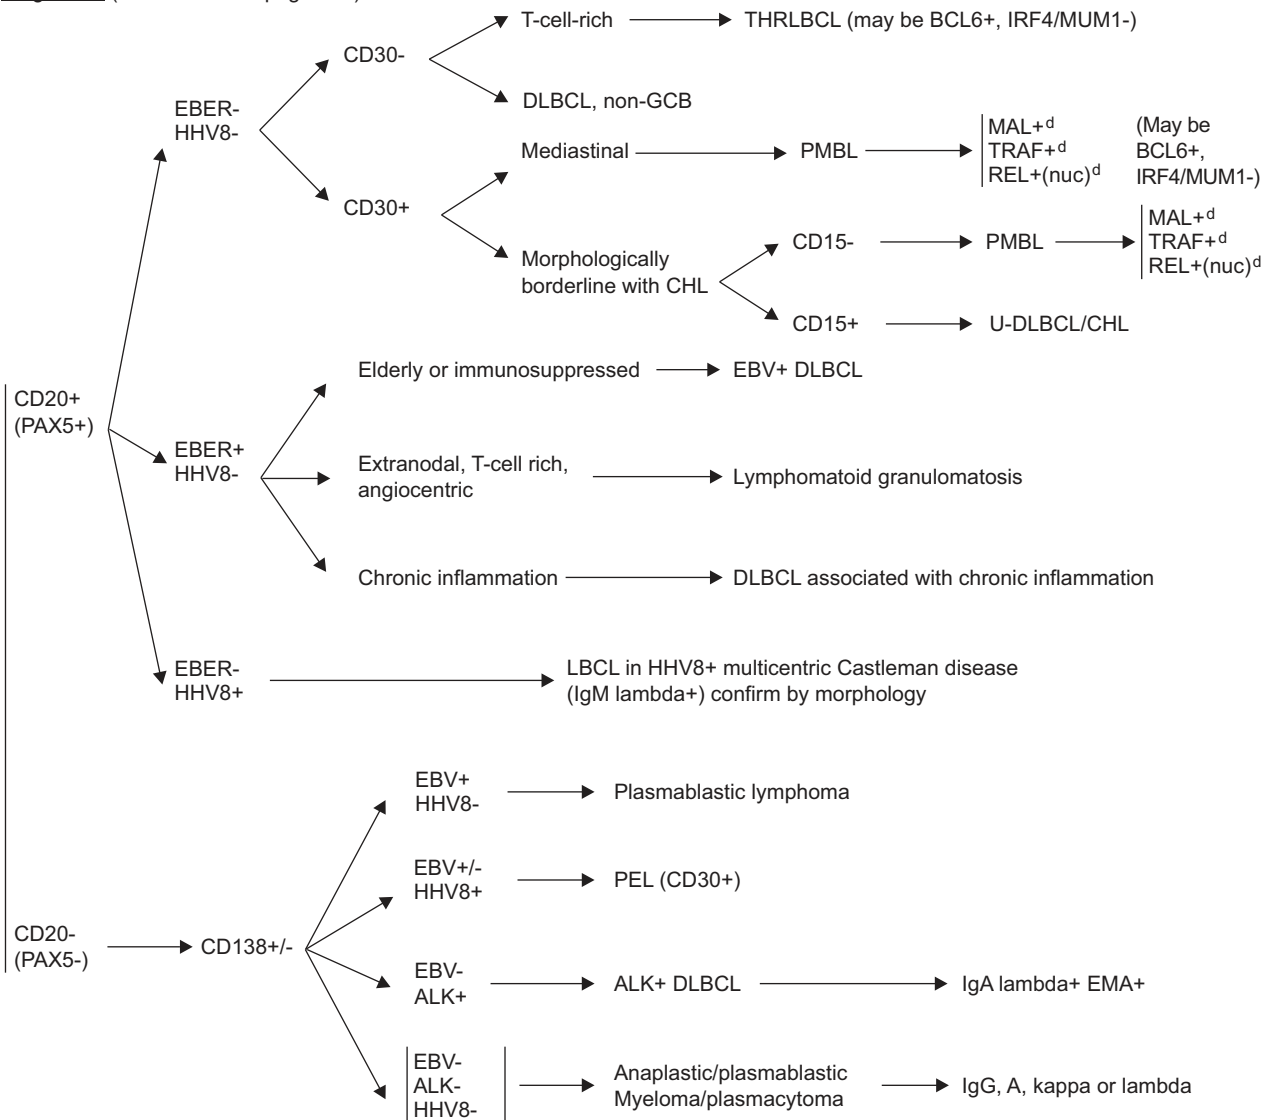 T-cell-rich
THRLBCL (may be BCL6+, IRF4/MUM1-)
CD30-
DLBCL, non-GCB
EBER-
HHV8-
Mediastinal
PMBL
MAL+d
TRAF+d
REL+(nuc)d
(May be
BCL6+,
IRF4/MUM1-)
CD30+
Morphologically
borderline with CHL
CD15-
PMBL
MAL+d
TRAF+d
REL+(nuc)d
CD15+
U-DLBCL/CHL
CD20+
(PAX5+)
EBER+
HHV8-
Elderly or immunosuppressed
EBV+ DLBCL
Extranodal, T-cell rich,
angiocentric
Lymphomatoid granulomatosis
Chronic inflammation
DLBCL associated with chronic inflammation
EBER-
HHV8+
LBCL in HHV8+ multicentric Castleman disease
(IgM lambda+) confirm by morphology
CD20-
(PAX5-)
CD138+/-
EBV+
HHV8-
Plasmablastic lymphoma
EBV+/-
HHV8+
PEL (CD30+)
EBV-
ALK+
ALK+ DLBCL
IgA lambda+ EMA+
EBV-
ALK-
HHV8-
Anaplastic/plasmablastic
Myeloma/plasmacytoma
IgG, A, kappa or lambda